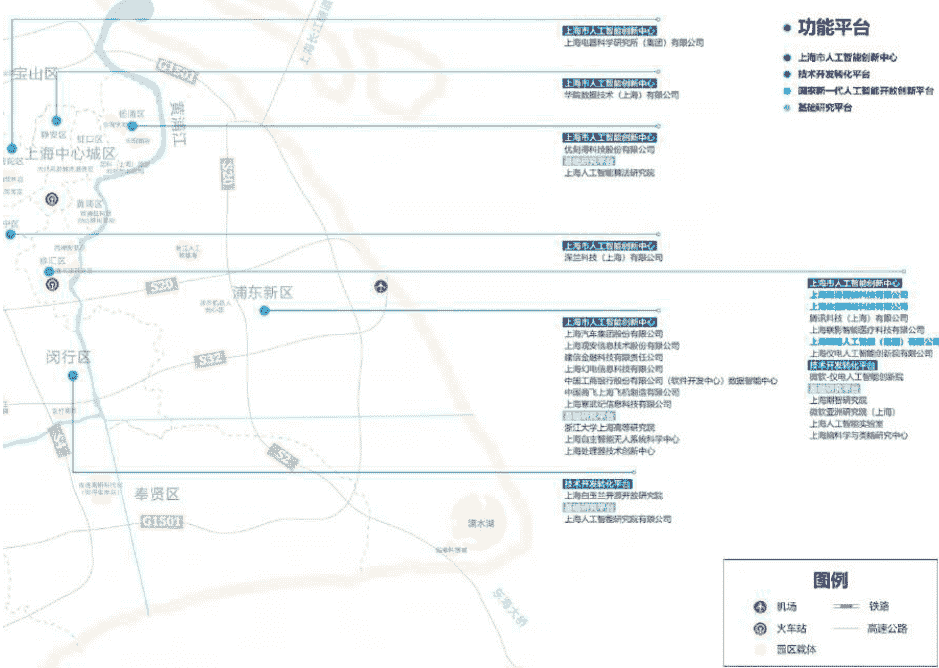 功能平台
上海市人工智能创新中心
技术开发转化平台
国家新一代人工智能开放创新平台
基础研究平台
上海市人工智能创新中心
上海电器科学研究所（集团）有限公司
上海市人工智能创新中心
华院数据技术（上海）有限公司
上海市人工智能创新中心
优刻得科技股份有限公司
基础研究平台
上海人工智能算法研究院
上海市人工智能创新中心
深兰科技（上海）有限公司
上海市人工智能创新中心
腾讯科技（上海）有限公司
上海联影智能医疗科技有限公司
上海仪电人工智能创新院有限公司
技术开发转化平台
微软-仪电人工智能创新院
基础研究平台
上海期智研究院
微软亚洲研究院（上海）
上海人工智能实验室
上海脑科学与类脑研究中心
上海市人工智能创新中心
上海汽车集团股份有限公司
上海观安信息技术股份有限公司
建信金融科技有限责任公司
上海幻电信息科技有限公司
中国工商银行股份有限公司（软件开发中心）数据智能中心
中国商飞上海飞机制造有限公司
上海寒武纪信息科技有限公司
基础研究平台
浙江大学上海高等研究院
上海自主智能无人系统科学中心
上海处理器技术创新中心
技术开发转化平台
上海白玉兰开源开放研究院
基础研究平台
上海人工智能研究院有限公司
上海长江隧道
宝山区
G1501
黄浦江
杨浦区
静安区
虹口区
上海中心城区
S20
黄浦区
徐汇区
S20
浦东新区
闵行区
S32
S4
S2
奉贤区
G1501
滴水湖
东海大桥
图例
机场
铁路
火车站
高速公路
园区载体